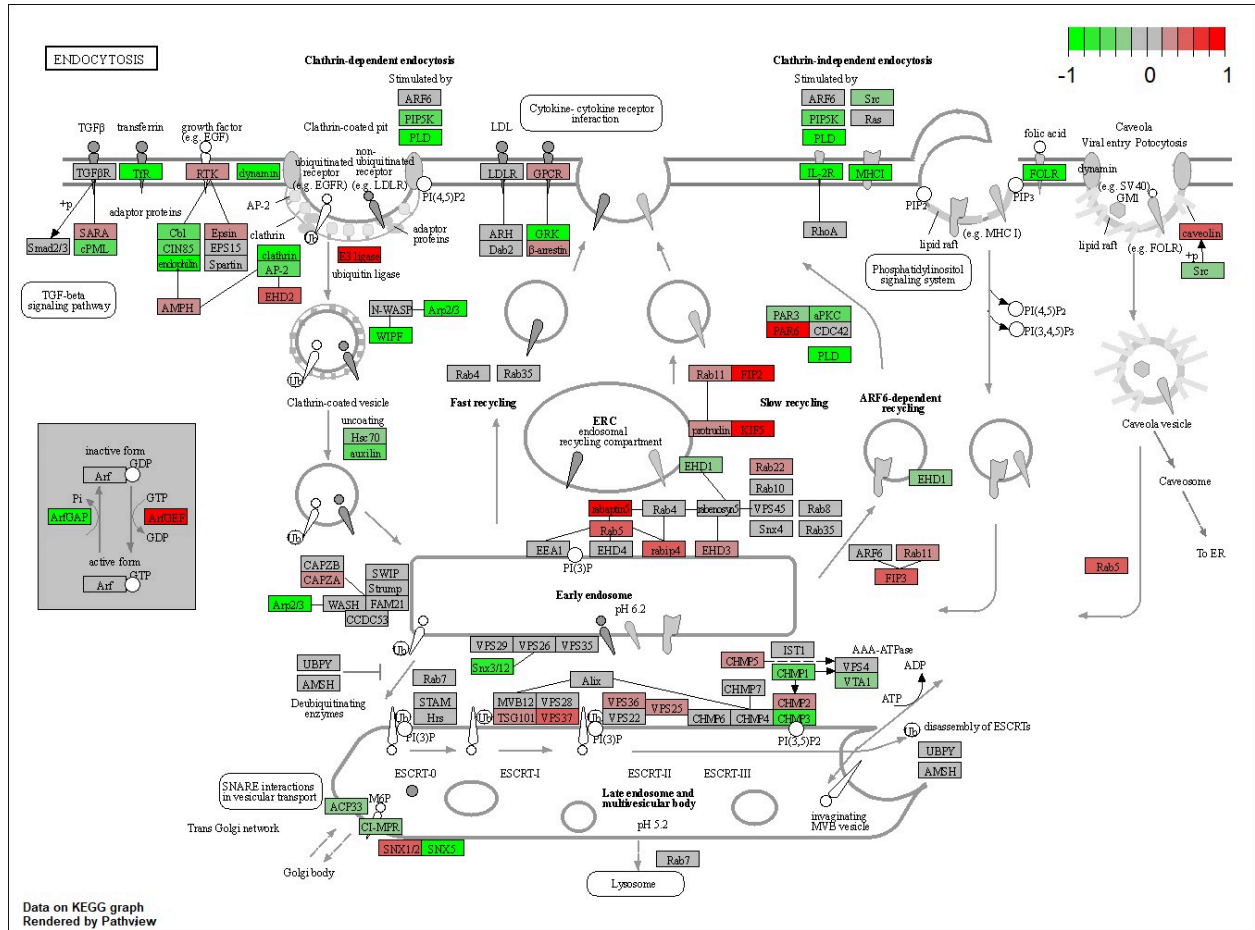 ENDOCYTOSIS
-1 0 1
Clathrin-dependent endocytosis
Stimulated by
ARF6
PIP5K
PLD
Clathrin-independent endocytosis
Stimulated by
ARF6 Src
PIP5K Ras
PLD
Cytokine- cytokine receptor
interaction
TGFβ transferrin growth factor
(e.g. EGF)
Clathrin-coated pit
LDL
folic acid
Caveola
Viral entry Potocytosis
TGFβR TfR RTK dynamin
ubiquitinated
receptor
(e.g. EGFR)
non-
ubiquitinated
receptor
(e.g. LDLR)
PI(4,5)P2
LDLR GPCR
IL-2R MHCI
PIP2
PIP3
FOLR
dynamin
(e.g. SV40)
GM1
+p
adaptor proteins
AP-2
clathrin
Ub
adaptor
proteins
SARA
cPML
Smad2/3
Cbl
CIN85
endophilin
Epsin
EPS15
Spartin
clathrin
AP-2
EHD2
AMPH
E3 ligase
ubiquitin ligase
ARH
Dab2
GRK
β-arrestin
RhoA
lipid raft
(e.g. MHC I)
lipid raft
(e.g. FOLR)
caveolin
+p
Src
TGF-beta
signaling pathway
Phosphatidylinositol
signaling system
N-WASP Arp2/3
WIPF
PAR3 aPKC
PAR6 CDC42
PLD
PI(4,5)P2
PI(3,4,5)P3
Ub
Clathrin-coated vesicle
Rab4 Rab35
Rab11 FIP2
protrudin KIF5
Fast recycling
Slow recycling
ARF6-dependent
recycling
ERC
endosomal
recycling compartment
uncoating
Hsc70
auxilin
Caveola vesicle
Caveosome
To ER
inactive form
GDP
Arf
Pi GTP
ArfGAP ArfGEF
GDP
active form
GTP
Arf
Ub
EHD1
EHD1
Rab22
Rab10
rabaptin5 Rab4 rabenosyn5 VPS45 Rab8
Rab5 Snx4 Rab35
EEA1 EHD4 rabip4 EHD3
PI(3)P
ARF6 Rab11
FIP3
Rab5
CAPZB
CAPZA
SWIP
Strump
Arp2/3 WASH FAM21
CCDC53
Early endosome
pH 6.2
Ub
VPS29 VPS26 VPS35
Snx3/12
UBPY
AMSH
Deubiquitinating
enzymes
Rab7
STAM
Hrs
Alix
MVB12 VPS28
TSG101 VPS37
VPS36
VPS22
VPS25
CHMP5 IST1
CHMP1
AAA-ATPase
VPS4
VTA1
ADP
ATP
CHMP7
CHMP2
CHMP6 CHMP4 CHMP3
Ub
PI(3)P
Ub
Ub
PI(3)P
PI(3,5)P2
Ub
disassembly of ESCRTs
UBPY
AMSH
ESCRT-0 ESCRT-I ESCRT-II ESCRT-III
SNARE interactions
in vesicular transport
Late endosome and
multivesicular body
pH 5.2
invaginating
MVB vesicle
ACP33
M6P
CI-MPR
Trans Golgi network
SNX1/2 SNX5
Golgi body
Rab7
Lysosome
Data on KEGG graph
Rendered by Pathview